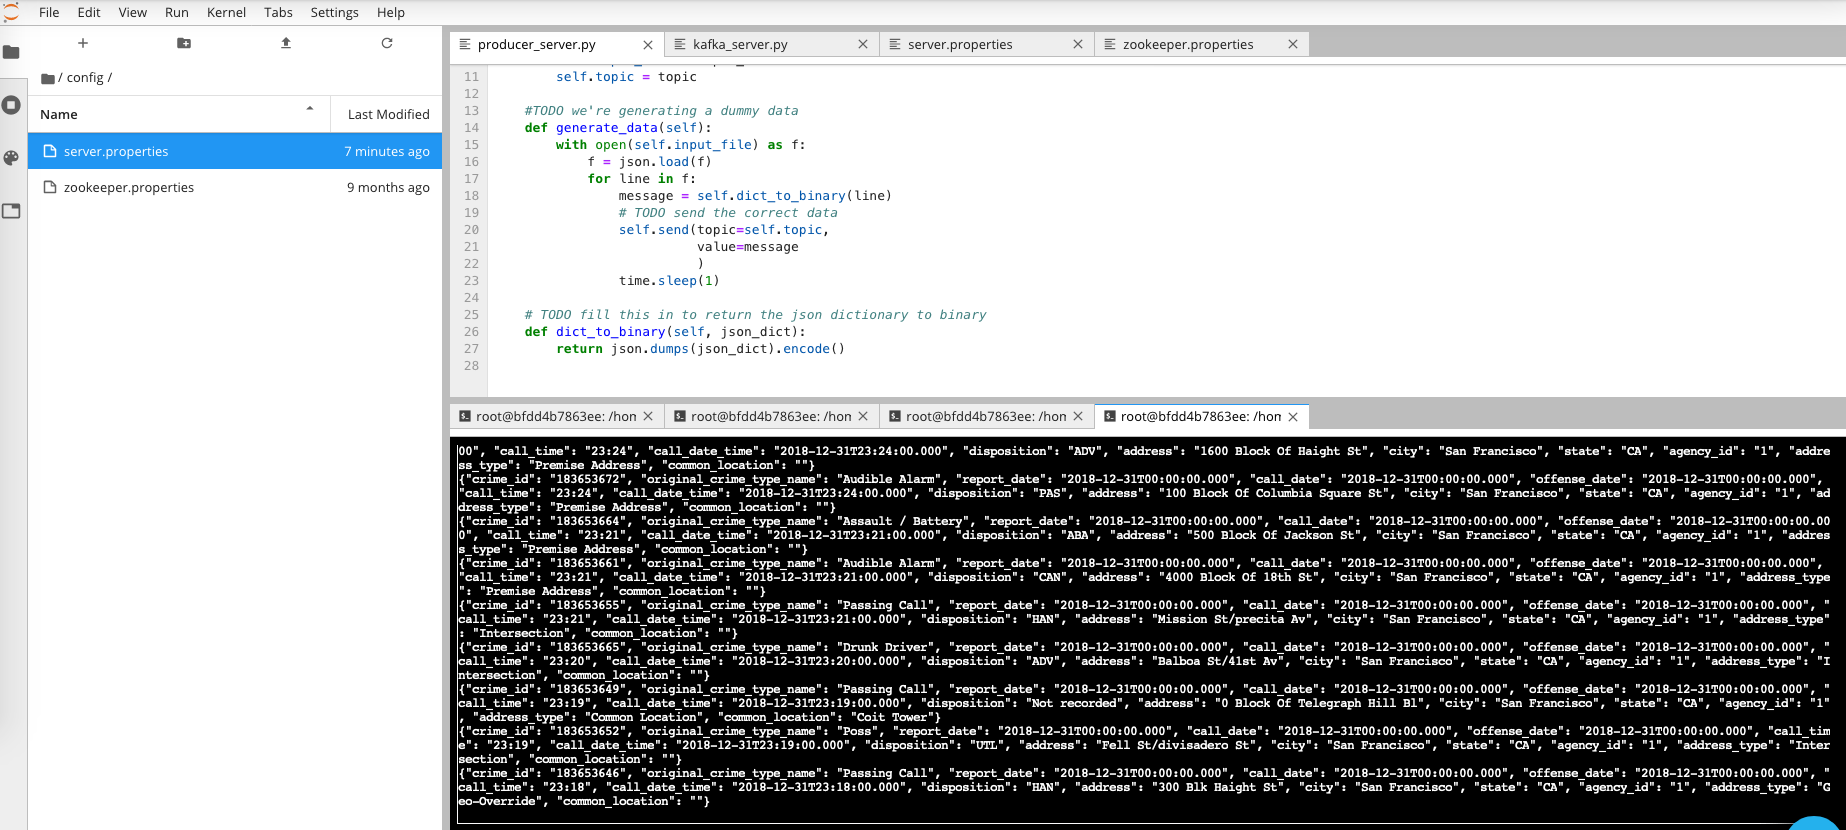 File Edit View Run Kernel Tabs Settings Help
producer_server.py kafka_server.py server.properties zookeeper.properties
/ config /
Name Last Modified
server.properties 7 minutes ago
zookeeper.properties 9 months ago
11 self.topic = topic
12
13 #TODO we're generating a dummy data
14 def generate_data(self):
15 with open(self.input_file) as f:
16 f = json.load(f)
17 for line in f:
18 message = self.dict_to_binary(line)
19 # TODO send the correct data
20 self.send(topic=self.topic,
21 value=message
22 )
23 time.sleep(1)
24
25 # TODO fill this in to return the json dictionary to binary
26 def dict_to_binary(self, json_dict):
27 return json.dumps(json_dict).encode()
28
root@bfdd4b7863ee: /hon root@bfdd4b7863ee: /hon root@bfdd4b7863ee: /hon root@bfdd4b7863ee: /hom
00", "call_time": "23:24", "call_date_time": "2018-12-31T23:24:00.000", "disposition": "ADV", "address": "1600 Block Of Haight St", "city": "San Francisco", "state": "CA", "agency_id": "1", "addre
ss_type": "Premise Address", "common_location": ""}
{"crime_id": "183653672", "original_crime_type_name": "Audible Alarm", "report_date": "2018-12-31T00:00:00.000", "call_date": "2018-12-31T00:00:00.000", "offense_date": "2018-12-31T00:00:00.000",
"call_time": "23:24", "call_date_time": "2018-12-31T23:24:00.000", "disposition": "PAS", "address": "100 Block Of Columbia Square St", "city": "San Francisco", "state": "CA", "agency_id": "1", "ad
dress_type": "Premise Address", "common_location": ""}
{"crime_id": "183653664", "original_crime_type_name": "Assault / Battery", "report_date": "2018-12-31T00:00:00.000", "call_date": "2018-12-31T00:00:00.000", "offense_date": "2018-12-31T00:00:00.00
0", "call_time": "23:21", "call_date_time": "2018-12-31T23:21:00.000", "disposition": "ABA", "address": "500 Block Of Jackson St", "city": "San Francisco", "state": "CA", "agency_id": "1", "addres
s_type": "Premise Address", "common_location": ""}
{"crime_id": "183653661", "original_crime_type_name": "Audible Alarm", "report_date": "2018-12-31T00:00:00.000", "call_date": "2018-12-31T00:00:00.000", "offense_date": "2018-12-31T00:00:00.000",
"call_time": "23:21", "call_date_time": "2018-12-31T23:21:00.000", "disposition": "CAN", "address": "4000 Block Of 18th St", "city": "San Francisco", "state": "CA", "agency_id": "1", "address_type
": "Premise Address", "common_location": ""}
{"crime_id": "183653655", "original_crime_type_name": "Passing Call", "report_date": "2018-12-31T00:00:00.000", "call_date": "2018-12-31T00:00:00.000", "offense_date": "2018-12-31T00:00:00.000", "
call_time": "23:21", "call_date_time": "2018-12-31T23:21:00.000", "disposition": "HAN", "address": "Mission St/precita Av", "city": "San Francisco", "state": "CA", "agency_id": "1", "address_type"
: "Intersection", "common_location": ""}
{"crime_id": "183653665", "original_crime_type_name": "Drunk Driver", "report_date": "2018-12-31T00:00:00.000", "call_date": "2018-12-31T00:00:00.000", "offense_date": "2018-12-31T00:00:00.000", "
call_time": "23:20", "call_date_time": "2018-12-31T23:20:00.000", "disposition": "ADV", "address": "Balboa St/41st Av", "city": "San Francisco", "state": "CA", "agency_id": "1", "address_type": "I
ntersection", "common_location": ""}
{"crime_id": "183653649", "original_crime_type_name": "Passing Call", "report_date": "2018-12-31T00:00:00.000", "call_date": "2018-12-31T00:00:00.000", "offense_date": "2018-12-31T00:00:00.000", "
call_time": "23:19", "call_date_time": "2018-12-31T23:19:00.000", "disposition": "Not recorded", "address": "0 Block Of Telegraph Hill Bl", "city": "San Francisco", "state": "CA", "agency_id": "1"
, "address_type": "Common Location", "common_location": "Coit Tower"}
{"crime_id": "183653652", "original_crime_type_name": "Poss", "report_date": "2018-12-31T00:00:00.000", "call_date": "2018-12-31T00:00:00.000", "offense_date": "2018-12-31T00:00:00.000", "call_tim
e": "23:19", "call_date_time": "2018-12-31T23:19:00.000", "disposition": "UTL", "address": "Fell St/divisadero St", "city": "San Francisco", "state": "CA", "agency_id": "1", "address_type": "Inter
section", "common_location": ""}
{"crime_id": "183653646", "original_crime_type_name": "Passing Call", "report_date": "2018-12-31T00:00:00.000", "call_date": "2018-12-31T00:00:00.000", "offense_date": "2018-12-31T00:00:00.000", "
call_time": "23:18", "call_date_time": "2018-12-31T23:18:00.000", "disposition": "HAN", "address": "300 Blk Haight St", "city": "San Francisco", "state": "CA", "agency_id": "1", "address_type": "G
eo-Override", "common_location": ""}